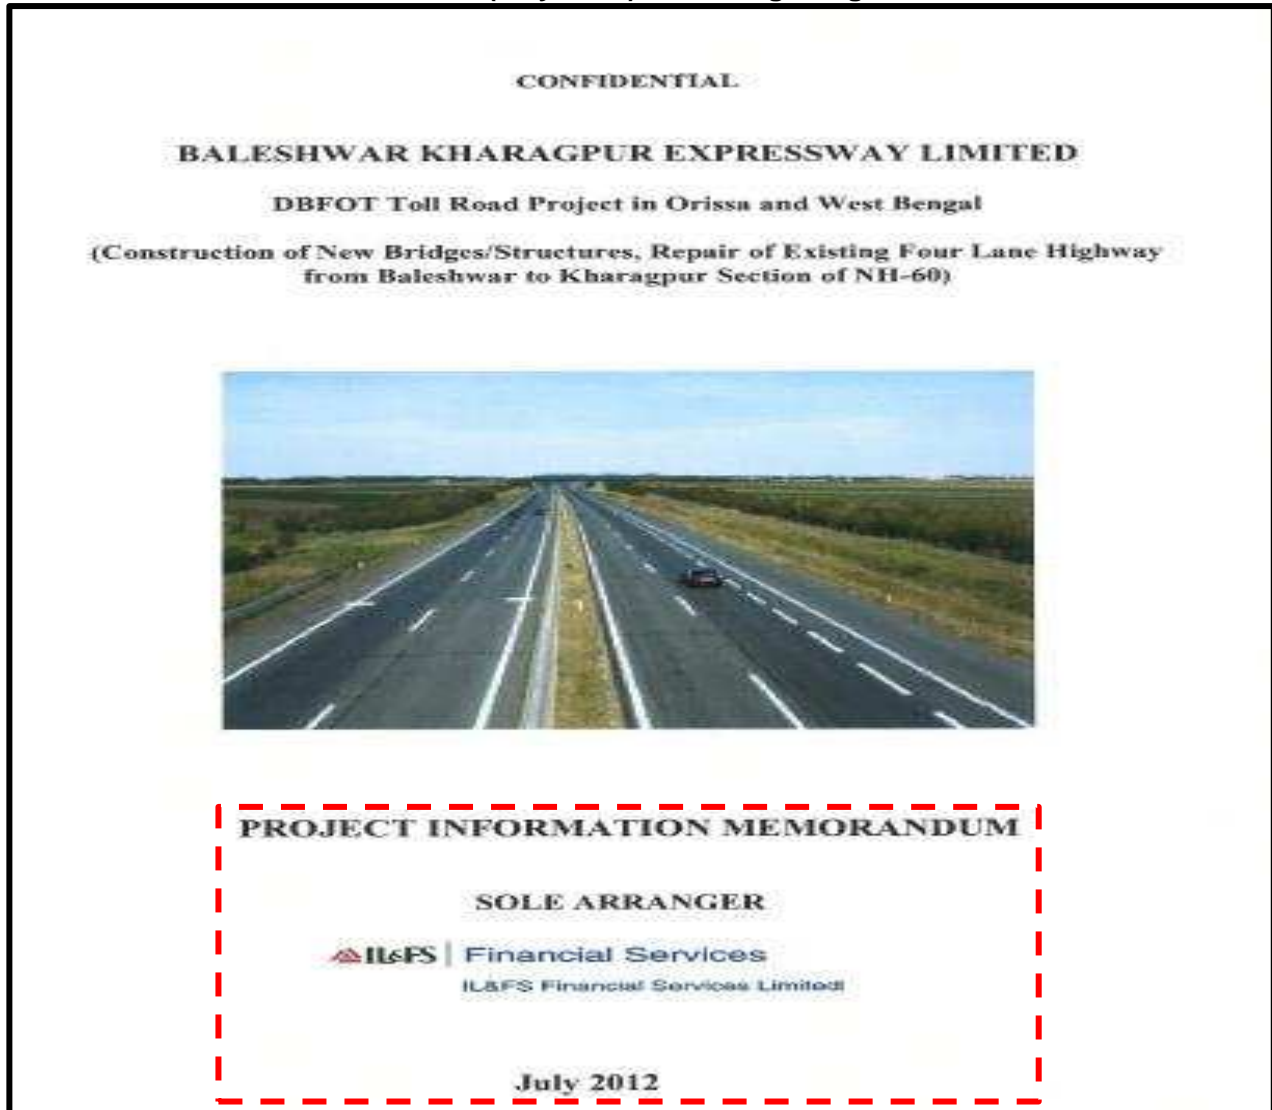 CONFIDENTIAL
BALESHWAR KHARAGPUR EXPRESSWAY LIMITED
DBFOT Toll Road Project in Orissa and West Bengal
(Construction of New Bridges/Structures, Repair of Existing Four Lane Highway
from Baleshwar to Kharagpur Section of NH-60)
PROJECT INFORMATION MEMORANDUM
SOLE ARRANGER
IL&FS | Financial Services
IL&FS Financial Services Limited
July 2012